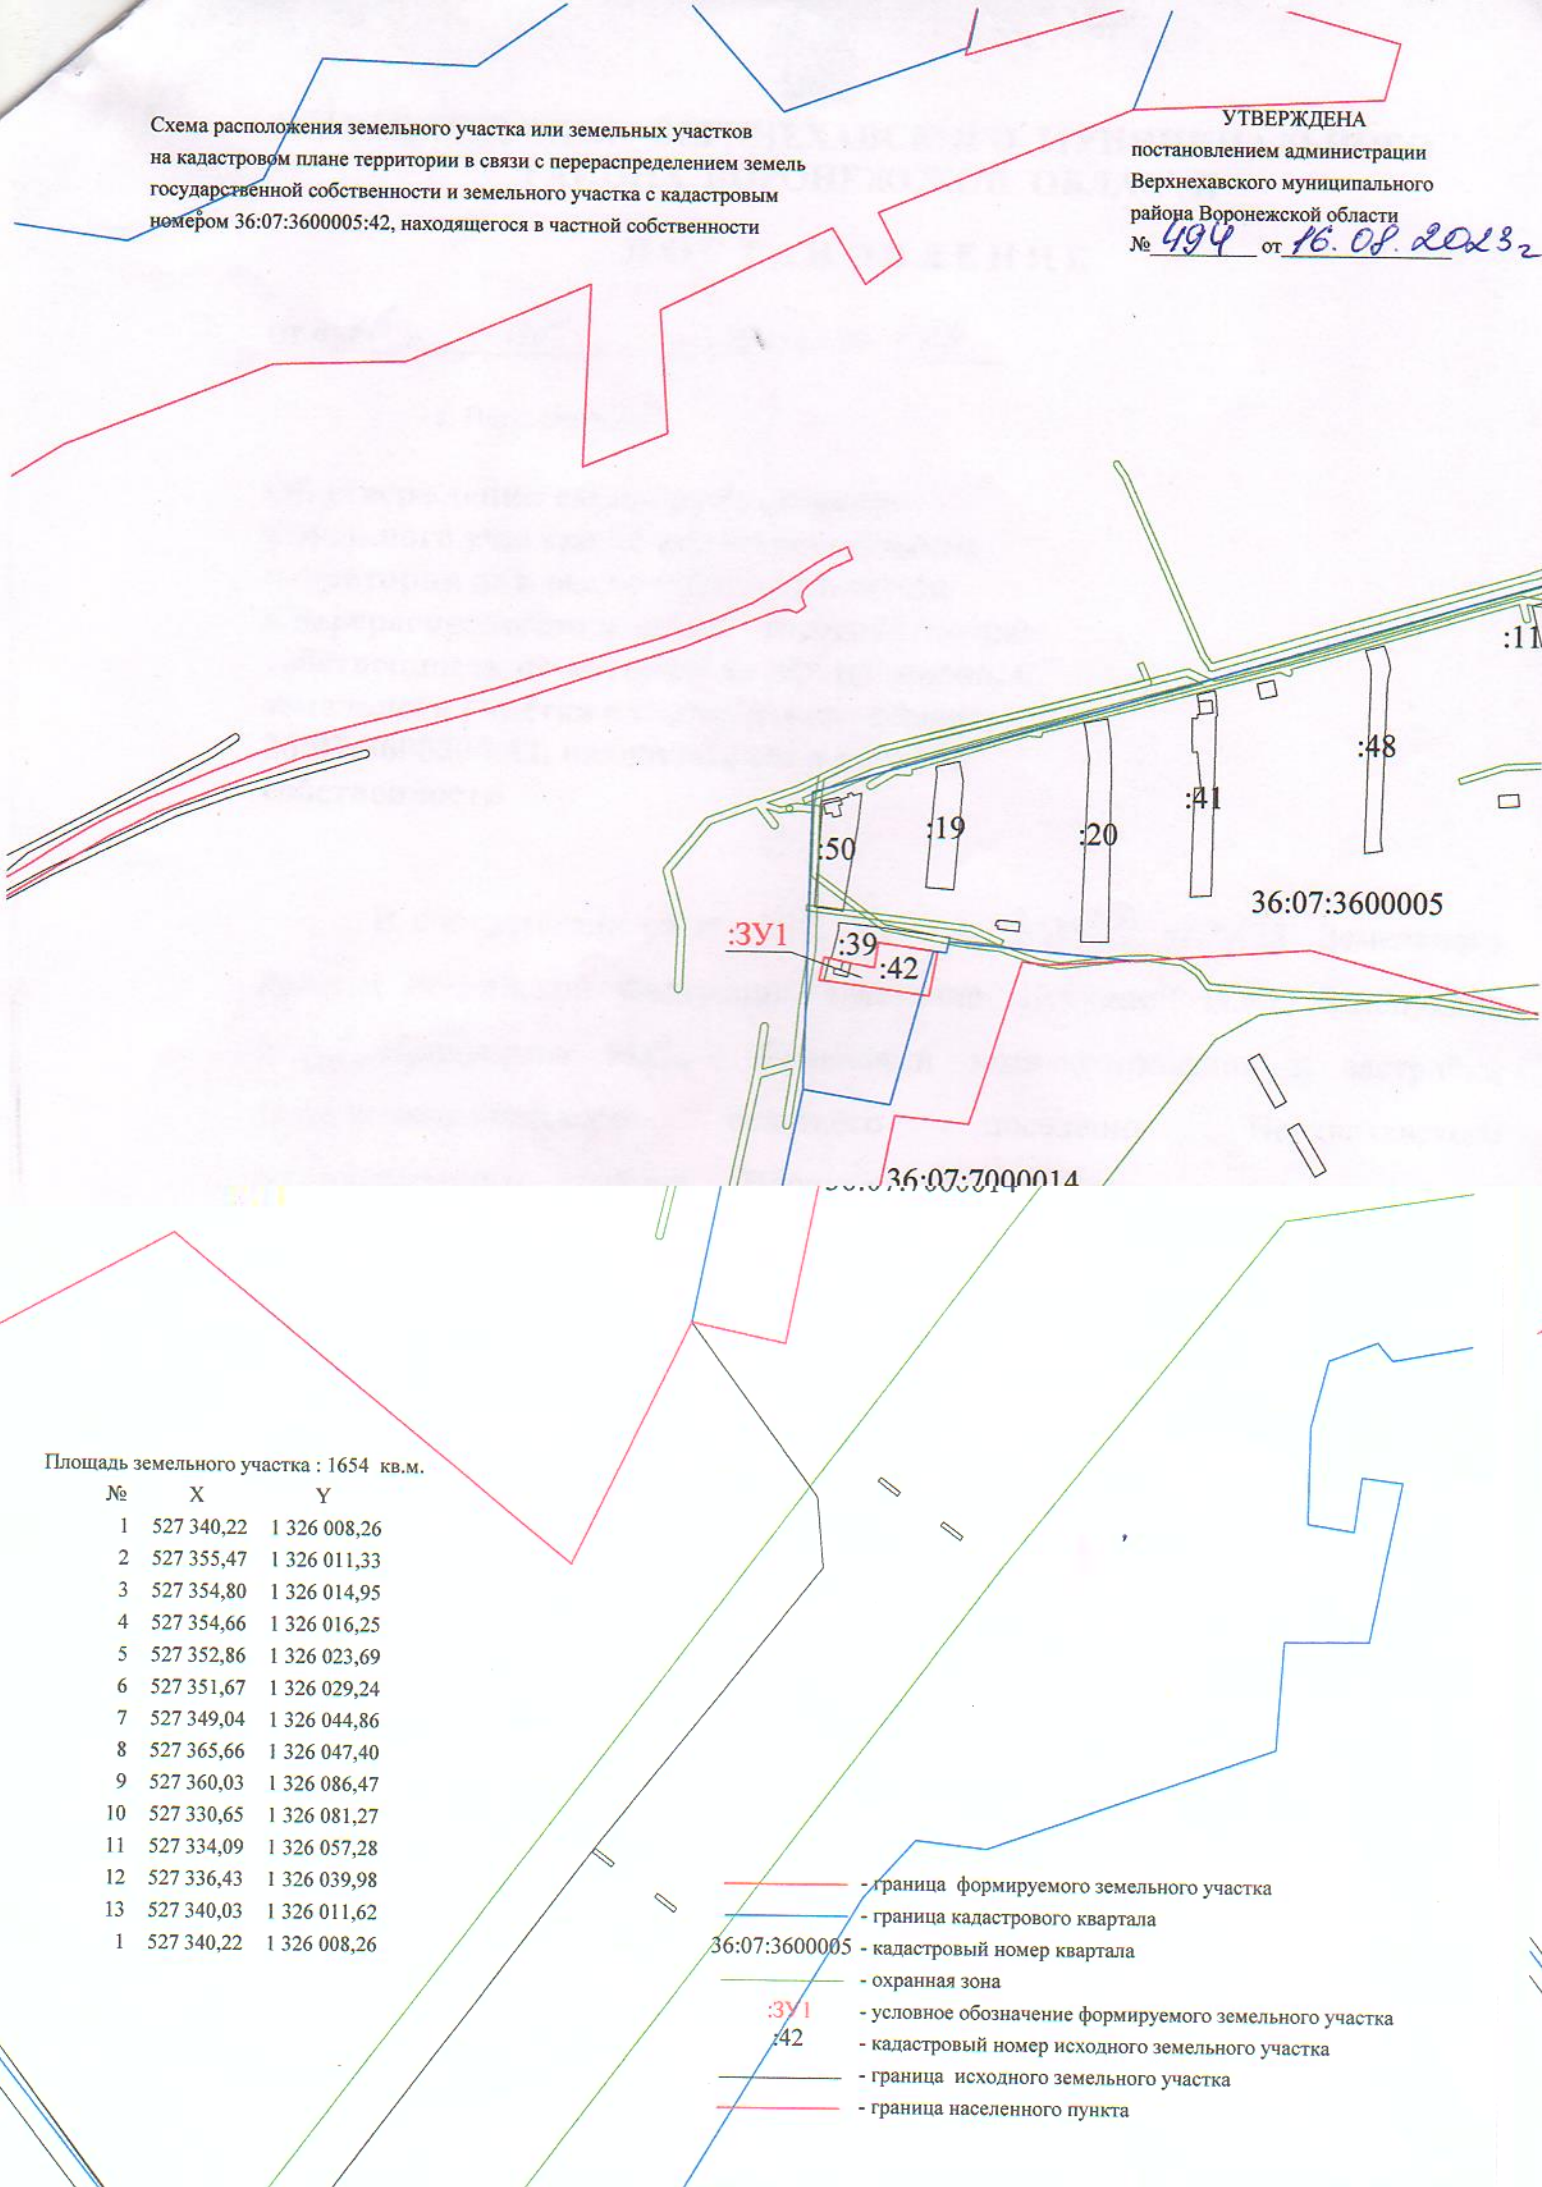 Схема расположения земельного участка или земельных участков
на кадастровом плане территории в связи с перераспределением земель
государственной собственности и земельного участка с кадастровым
номером 36:07:3600005:42, находящегося в частной собственности
УТВЕРЖДЕНА
постановлением администрации
Верхнехавского муниципального
района Воронежской области
№ 494 от 16.08.2023г
:11
:48
:41
:19
:20
:50
36:07:3600005
:ЗУ1
:39
:42
36:07:7000014
Площадь земельного участка : 1654 кв.м.
№ X Y
1 527 340,22 1 326 008,26
2 527 355,47 1 326 011,33
3 527 354,80 1 326 014,95
4 527 354,66 1 326 016,25
5 527 352,86 1 326 023,69
6 527 351,67 1 326 029,24
7 527 349,04 1 326 044,86
8 527 365,66 1 326 047,40
9 527 360,03 1 326 086,47
10 527 330,65 1 326 081,27
11 527 334,09 1 326 057,28
12 527 336,43 1 326 039,98
13 527 340,03 1 326 011,62
1 527 340,22 1 326 008,26
- граница формируемого земельного участка
- граница кадастрового квартала
36:07:3600005 - кадастровый номер квартала
- охранная зона
:ЗУ1 - условное обозначение формируемого земельного участка
:42 - кадастровый номер исходного земельного участка
- граница исходного земельного участка
- граница населенного пункта